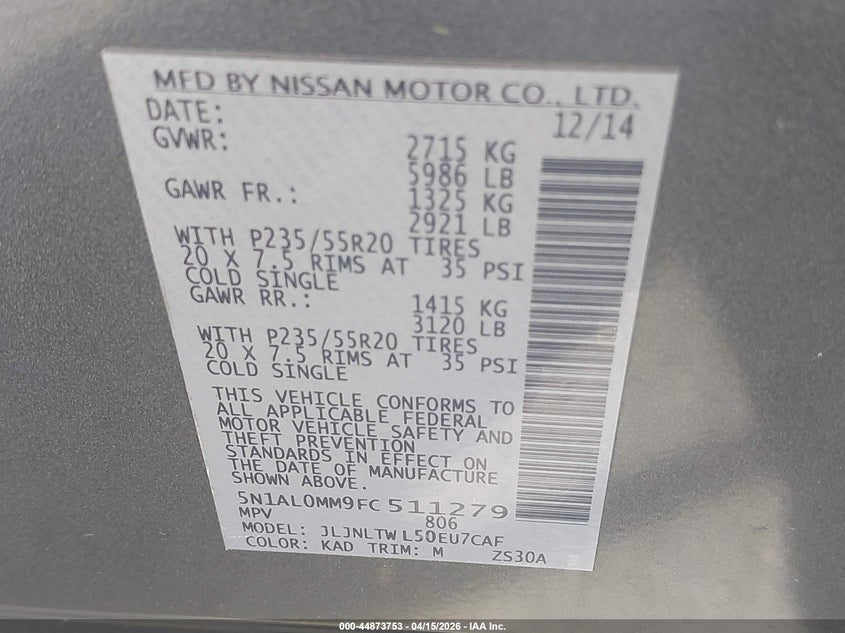 MFD BY NISSAN MOTOR CO., LTD.
DATE: 12/14
GVWR: 2715 KG
5986 LB
GAWR FR.: 1325 KG
2921 LB
WITH P235/55R20 TIRES
20 X 7.5 RIMS AT 35 PSI
COLD SINGLE
GAWR RR.: 1415 KG
3120 LB
WITH P235/55R20 TIRES
20 X 7.5 RIMS AT 35 PSI
COLD SINGLE
THIS VEHICLE CONFORMS TO
ALL APPLICABLE FEDERAL
MOTOR VEHICLE SAFETY AND
THEFT PREVENTION
STANDARDS IN EFFECT ON
THE DATE OF MANUFACTURE
SHOWN ABOVE.
5N1AL0MM9FC511279
MPV 806
MODEL: JLJNLTWL50EU7CAF
COLOR: KAD TRIM: M ZS30A
000-44873753 - 04/15/2026 - IAA Inc.